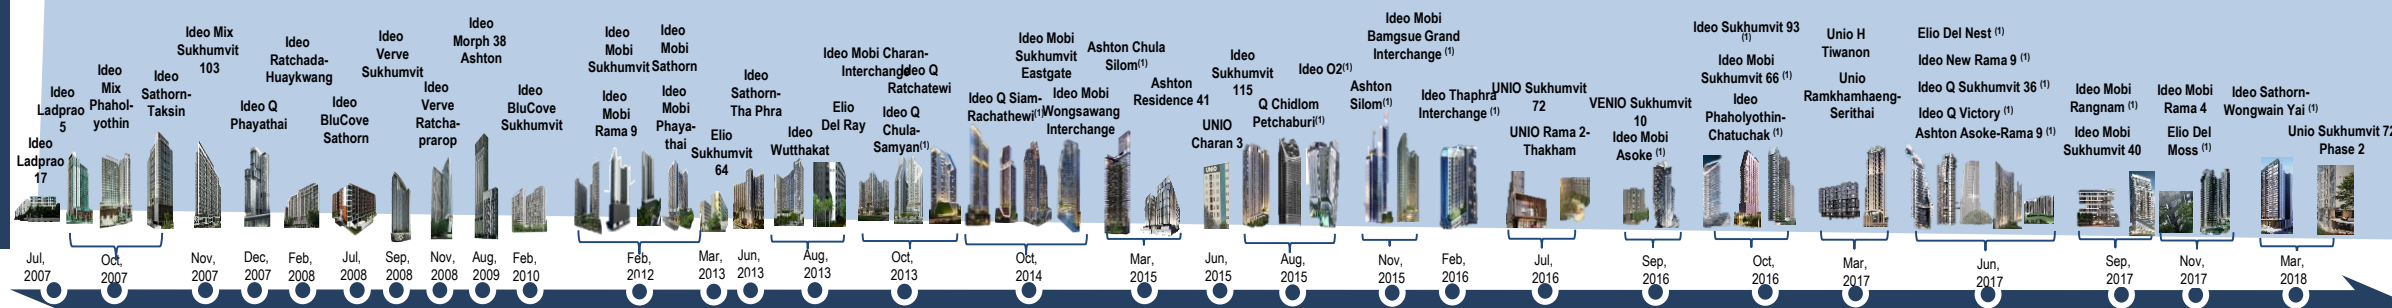 Ideo
Ladprao
17
Ideo
Ladprao
5
Ideo
Mix
Phahol-
yothin
Ideo
Sathorn-
Taksin
Ideo Mix
Sukhumvit
103
Ideo Q
Phayathai
Ideo
Ratchada-
Huaykwang
Ideo
BluCove
Sathorn
Ideo
Verve
Sukhumvit
Ideo
Verve
Ratcha-
prarop
Ideo
Morph 38
Ashton
Ideo
BluCove
Sukhumvit
Ideo
Mobi
Sukhumvit
Ideo
Mobi
Rama 9
Ideo
Mobi
Sathorn
Ideo
Mobi
Phaya-
thai
Elio
Sukhumvit
64
Ideo
Sathorn-
Tha Phra
Ideo
Wutthakat
Elio
Del Ray
Ideo Mobi Charan-
Interchange
Ideo Q
Ratchatewi
Ideo Q
Chula-
Samyan(1)
Ideo Q Siam-
Rachathewi(1)
Ideo Mobi
Sukhumvit
Eastgate
Ideo Mobi
Wongsawang
Interchange
Ashton Chula
Silom(1)
Ashton
Residence 41
UNIO
Charan 3
Ideo
Sukhumvit
115
Q Chidlom
Petchaburi(1)
Ideo O2(1)
Ashton
Silom(1)
Ideo Mobi
Bamgsue Grand
Interchange (1)
Ideo Thaphra
Interchange (1)
UNIO Sukhumvit
72
UNIO Rama 2-
Thakham
VENIO Sukhumvit
10
Ideo Mobi
Asoke (1)
Ideo Sukhumvit 93
(1)
Ideo Mobi
Sukhumvit 66 (1)
Ideo
Phaholyothin-
Chatuchak (1)
Unio H
Tiwanon
Unio
Ramkhamhaeng-
Serithai
Elio Del Nest (1)
Ideo New Rama 9 (1)
Ideo Q Sukhumvit 36 (1)
Ideo Q Victory (1)
Ashton Asoke-Rama 9 (1)
Ideo Mobi
Rangnam (1)
Ideo Mobi
Sukhumvit 40
Ideo Mobi
Rama 4
Elio Del
Moss (1)
Ideo Sathorn-
Wongwain Yai (1)
Unio Sukhumvit 72
Phase 2
UNIO
Jul,
2007
Oct,
2007
Nov,
2007
Dec,
2007
Feb,
2008
Jul,
2008
Sep,
2008
Nov,
2008
Aug,
2009
Feb,
2010
Feb,
2012
Mar,
2013
Jun,
2013
Aug,
2013
Oct,
2013
Oct,
2014
Mar,
2015
Jun,
2015
Aug,
2015
Nov,
2015
Feb,
2016
Jul,
2016
Sep,
2016
Oct,
2016
Mar,
2017
Jun,
2017
Sep,
2017
Nov,
2017
Mar,
2018